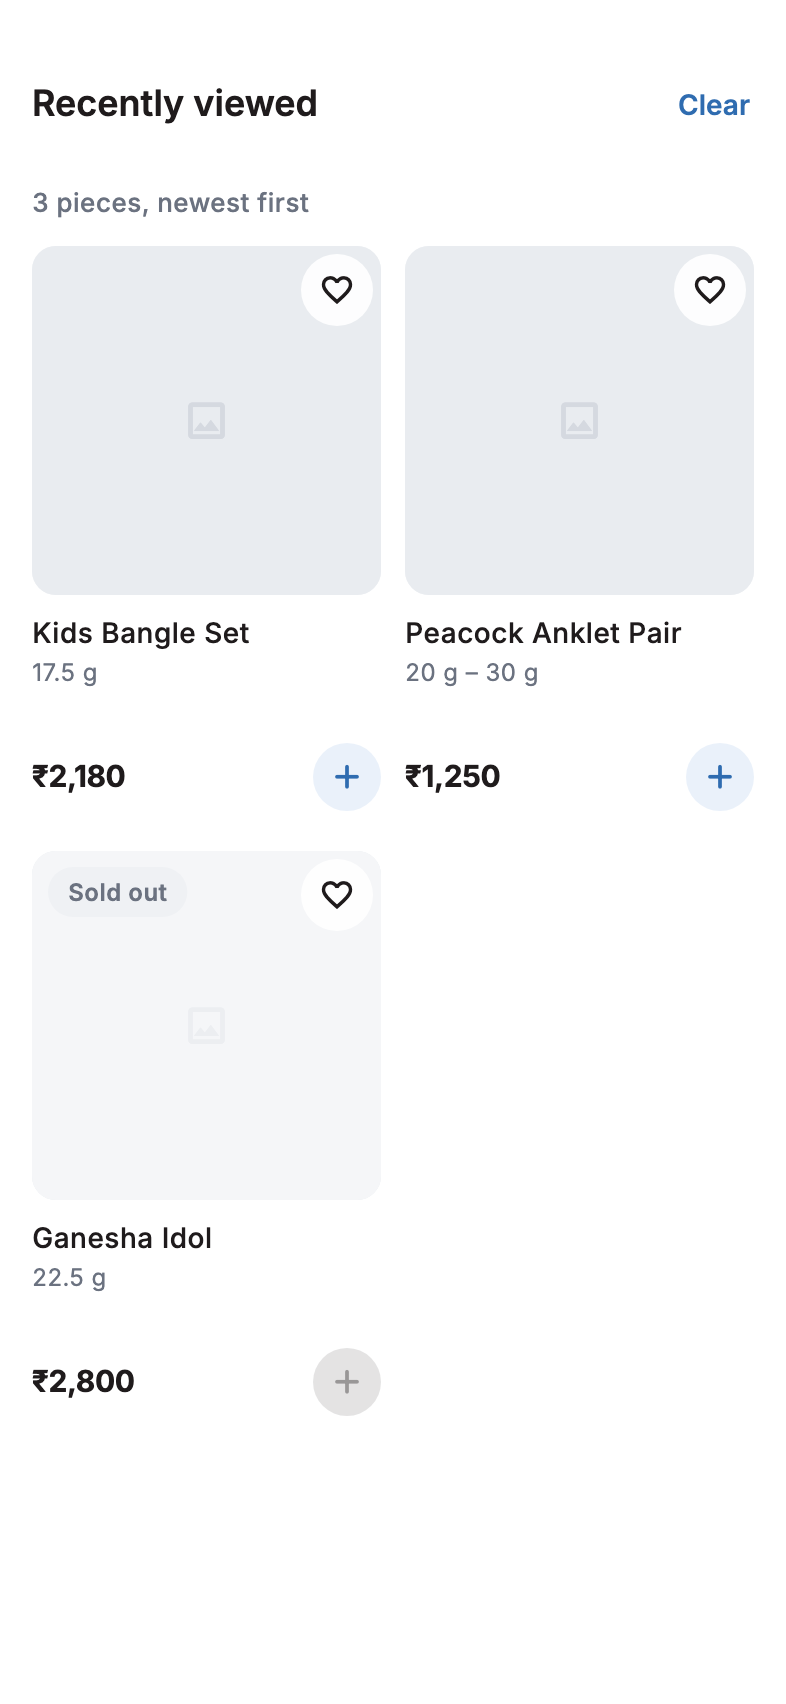 Recently viewed
Clear
3 pieces, newest first
Kids Bangle Set
17.5 g
₹2,180
Peacock Anklet Pair
20 g – 30 g
₹1,250
Sold out
Ganesha Idol
22.5 g
₹2,800